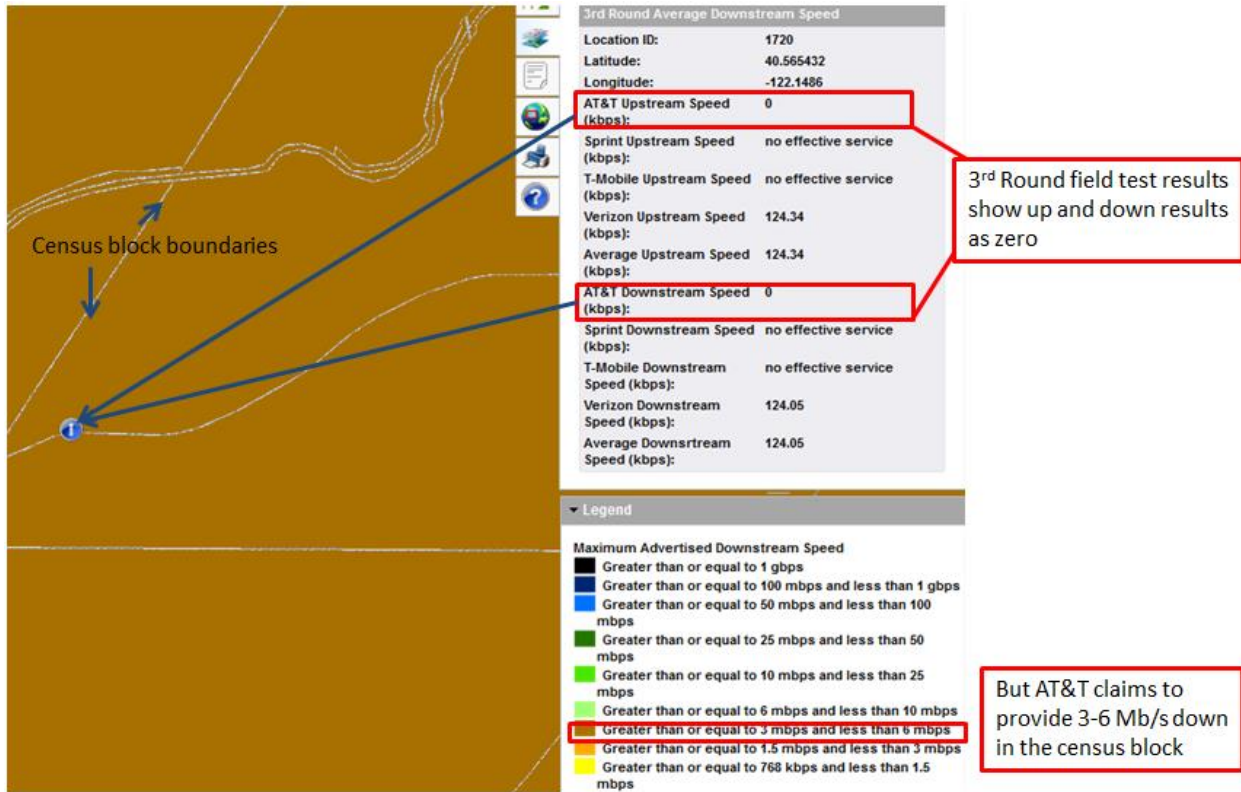 Census block boundaries
3rd Round Average Downstream Speed
Location ID: 1720
Latitude: 40.565432
Longitude: -122.1486
AT&T Upstream Speed 0
(kbps):
Sprint Upstream Speed no effective service
(kbps):
T-Mobile Upstream Speed no effective service
(kbps):
Verizon Upstream Speed 124.34
(kbps):
Average Upstream Speed 124.34
(kbps):
AT&T Downstream Speed 0
(kbps):
Sprint Downstream Speed no effective service
(kbps):
T-Mobile Downstream no effective service
Speed (kbps):
Verizon Downstream 124.05
Speed (kbps):
Average Downsrtream 124.05
Speed (kbps):
3rd Round field test results
show up and down results
as zero
Legend
Maximum Advertised Downstream Speed
Greater than or equal to 1 gbps
Greater than or equal to 100 mbps and less than 1 gbps
Greater than or equal to 50 mbps and less than 100
mbps
Greater than or equal to 25 mbps and less than 50
mbps
Greater than or equal to 10 mbps and less than 25
mbps
Greater than or equal to 6 mbps and less than 10 mbps
Greater than or equal to 3 mbps and less than 6 mbps
Greater than or equal to 1.5 mbps and less than 3 mbps
Greater than or equal to 768 kbps and less than 1.5
mbps
But AT&T claims to
provide 3-6 Mb/s down
in the census block